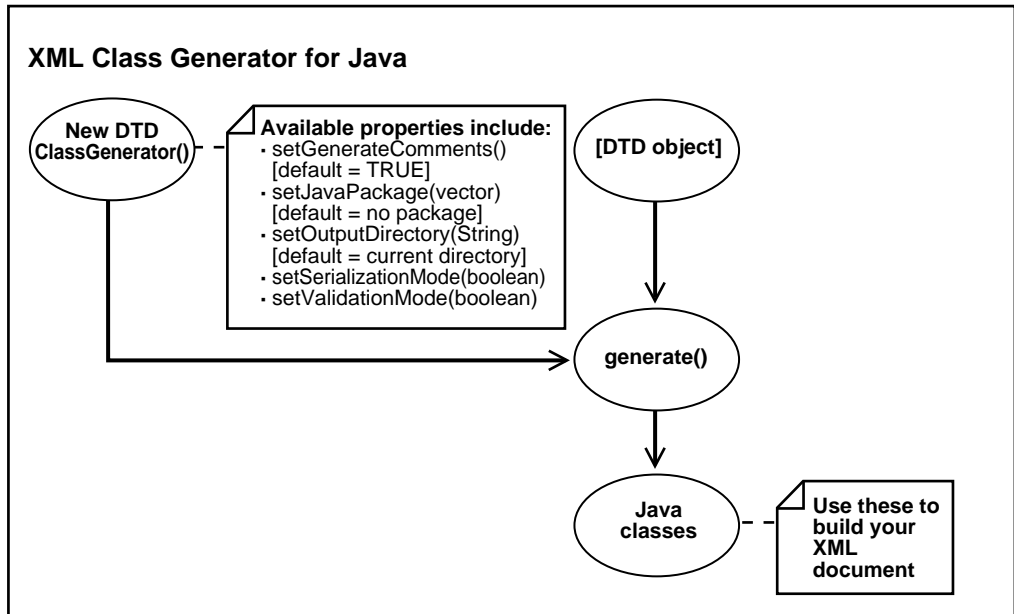 XML Class Generator for Java
New DTD
ClassGenerator()
Available properties include:
· setGenerateComments()
[default = TRUE]
· setJavaPackage(vector)
[default = no package]
· setOutputDirectory(String)
[default = current directory]
· setSerializationMode(boolean)
· setValidationMode(boolean)
[DTD object]
generate()
Java
classes
Use these to
build your
XML
document